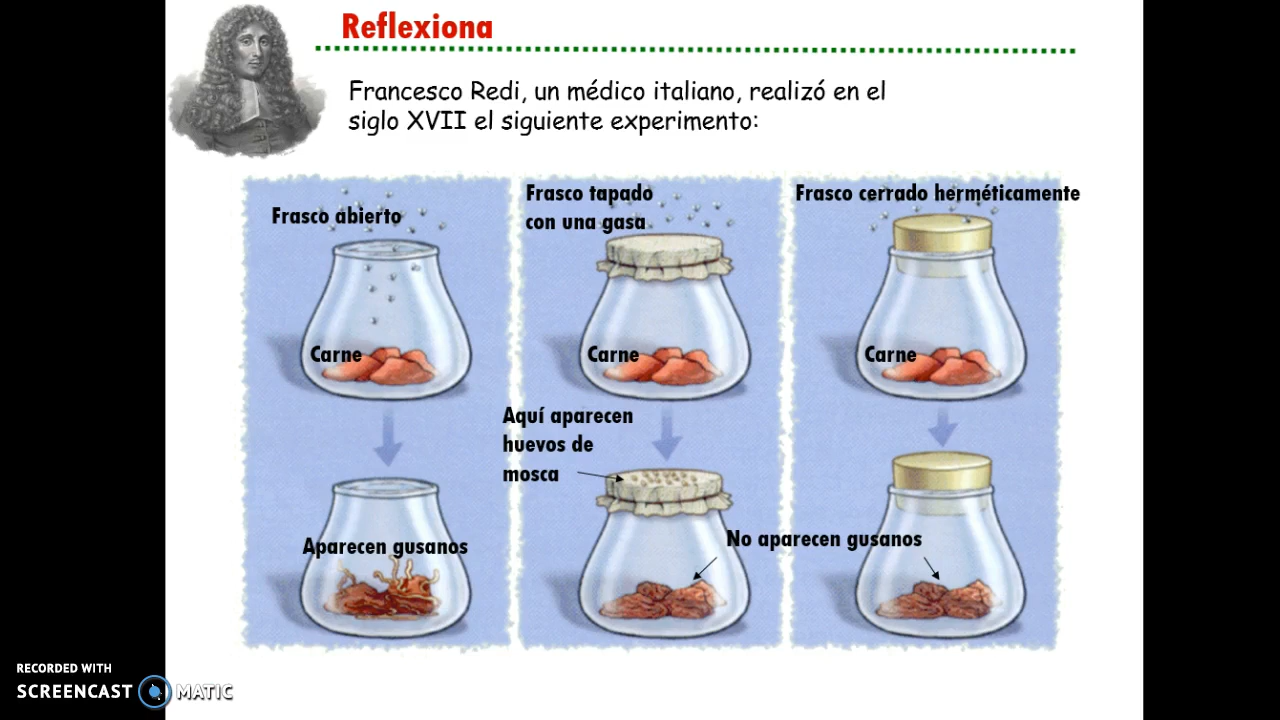 Reflexiona
Francesco Redi, un médico italiano, realizó en el
siglo XVII el siguiente experimento:
Frasco abierto
Carne
Aparecen gusanos
Frasco tapado
con una gasa
Carne
Aquí aparecen
huevos de
mosca
Frasco cerrado herméticamente
Carne
No aparecen gusanos
RECORDED WITH
SCREENCAST MATIC